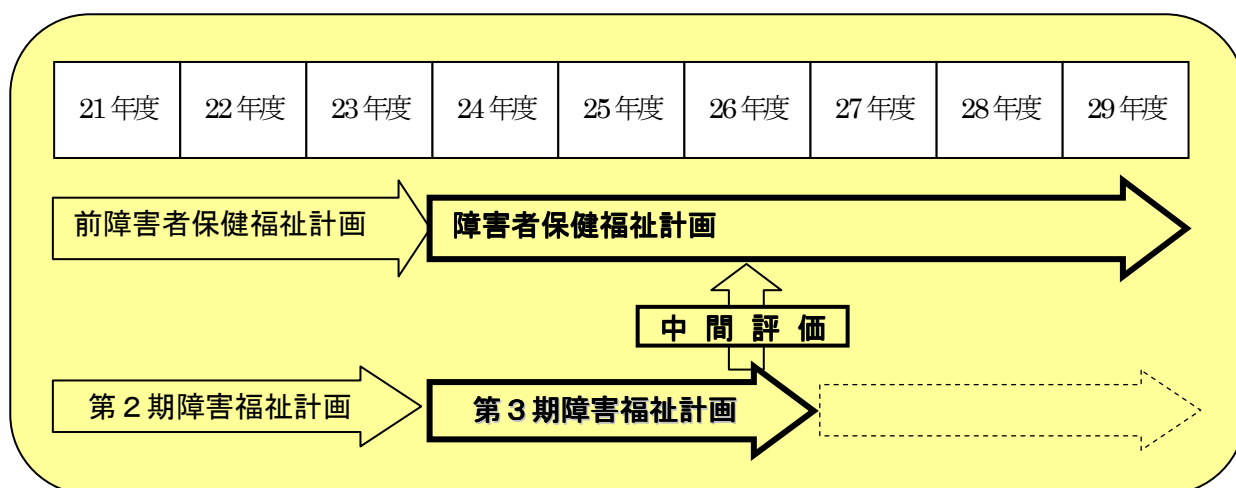 21年度 22年度 23年度 24年度 25年度 26年度 27年度 28年度 29年度
前障害者保健福祉計画 障害者保健福祉計画
中間評価
第2期障害福祉計画 第3期障害福祉計画